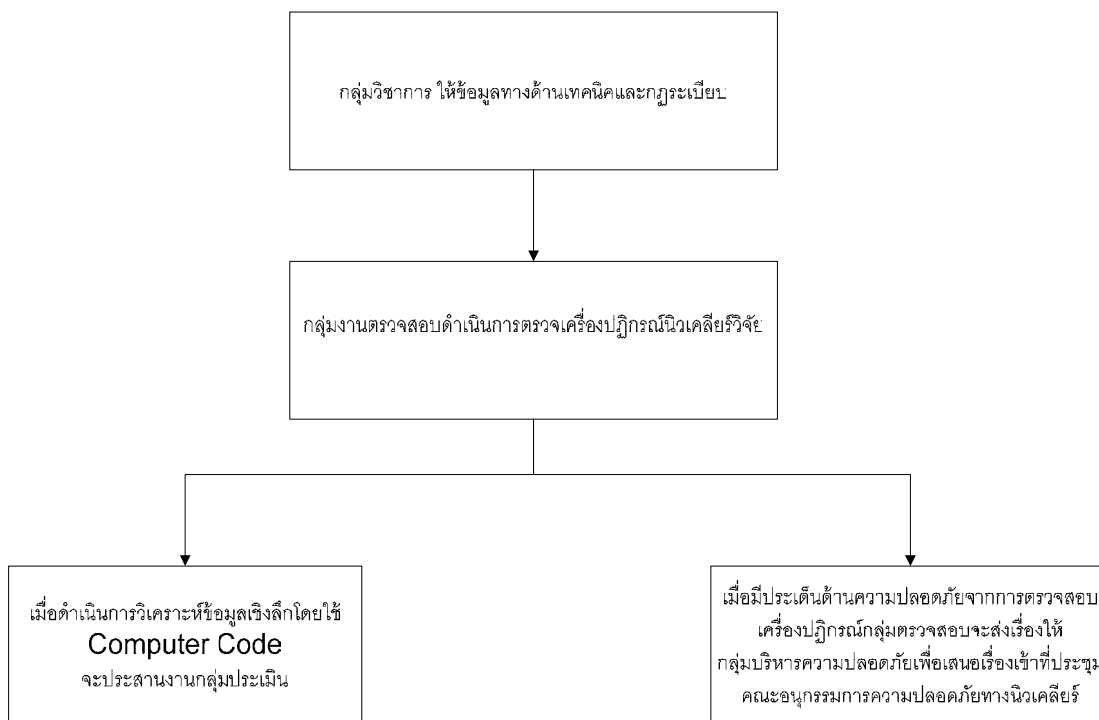 กลุ่มวิชาการ ให้ข้อมูลทางด้านเทคนิคและกฎระเบียบ
กลุ่มงานตรวจสอบดำเนินการตรวจเครื่องปฏิกรณ์นิวเคลียร์วิจัย
เมื่อดำเนินการวิเคราะห์ข้อมูลเชิงลึกโดยใช้
Computer Code
จะประสานงานกลุ่มประเมิน
เมื่อมีประเด็นด้านความปลอดภัยจากการตรวจสอบ
เครื่องปฏิกรณ์กลุ่มตรวจสอบจะส่งเรื่องให้
กลุ่มบริหารความปลอดภัยเพื่อเสนอเรื่องเข้าที่ประชุม
คณะอนุกรรมการความปลอดภัยทางนิวเคลียร์